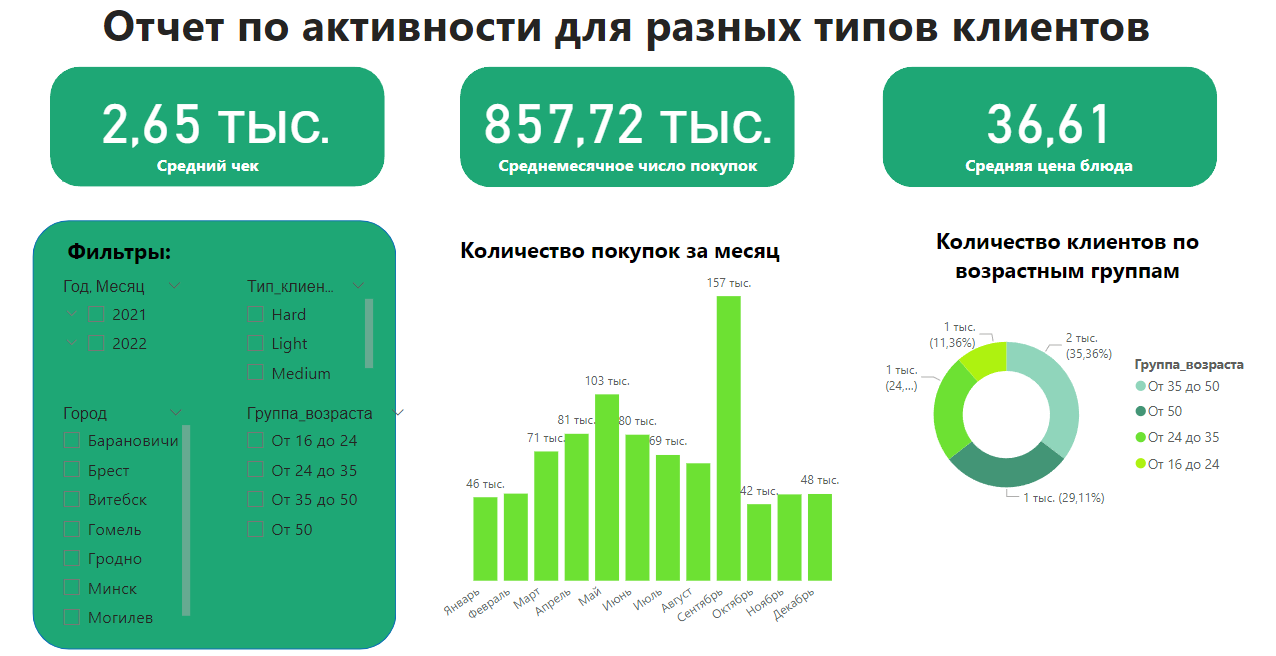 Отчет по активности для разных типов клиентов
2,65 тыс.
Средний чек
857,72 тыс.
Среднемесячное число покупок
36,61
Средняя цена блюда
Фильтры:
Год, Месяц
2021
2022
Тип_клиен...
Hard
Light
Medium
Город
Барановичи
Брест
Витебск
Гомель
Гродно
Минск
Могилев
Группа_возраста
От 16 до 24
От 24 до 35
От 35 до 50
От 50
Количество покупок за месяц
46 тыс.
71 тыс.
81 тыс.
103 тыс.
80 тыс.
69 тыс.
157 тыс.
42 тыс.
48 тыс.
Январь
Февраль
Март
Апрель
Май
Июнь
Июль
Август
Сентябрь
Октябрь
Ноябрь
Декабрь
Количество клиентов по
возрастным группам
1 тыс.
(11,36%)
2 тыс.
(35,36%)
1 тыс.
(24,...)
1 тыс. (29,11%)
Группа_возраста
От 35 до 50
От 50
От 24 до 35
От 16 до 24